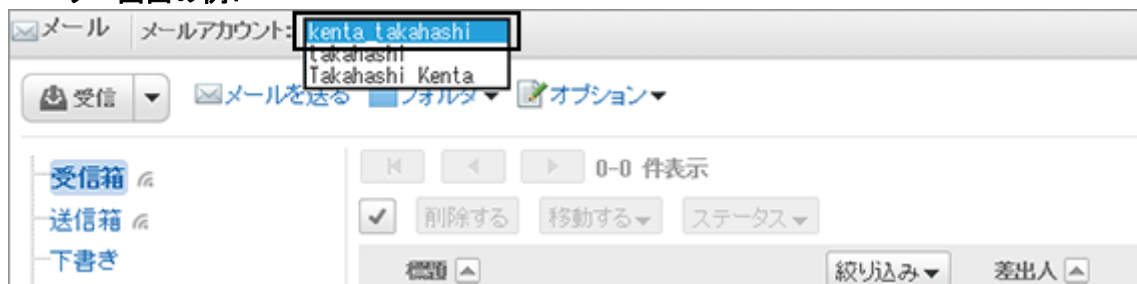 メール メールアカウント: kenta_takahashi
takahashi
Takahashi Kenta
受信 メールを送る フォルダ オプション
受信箱 0-0 件表示
送信箱 削除する 移動する ステータス
下書き
標題 絞り込み 差出人